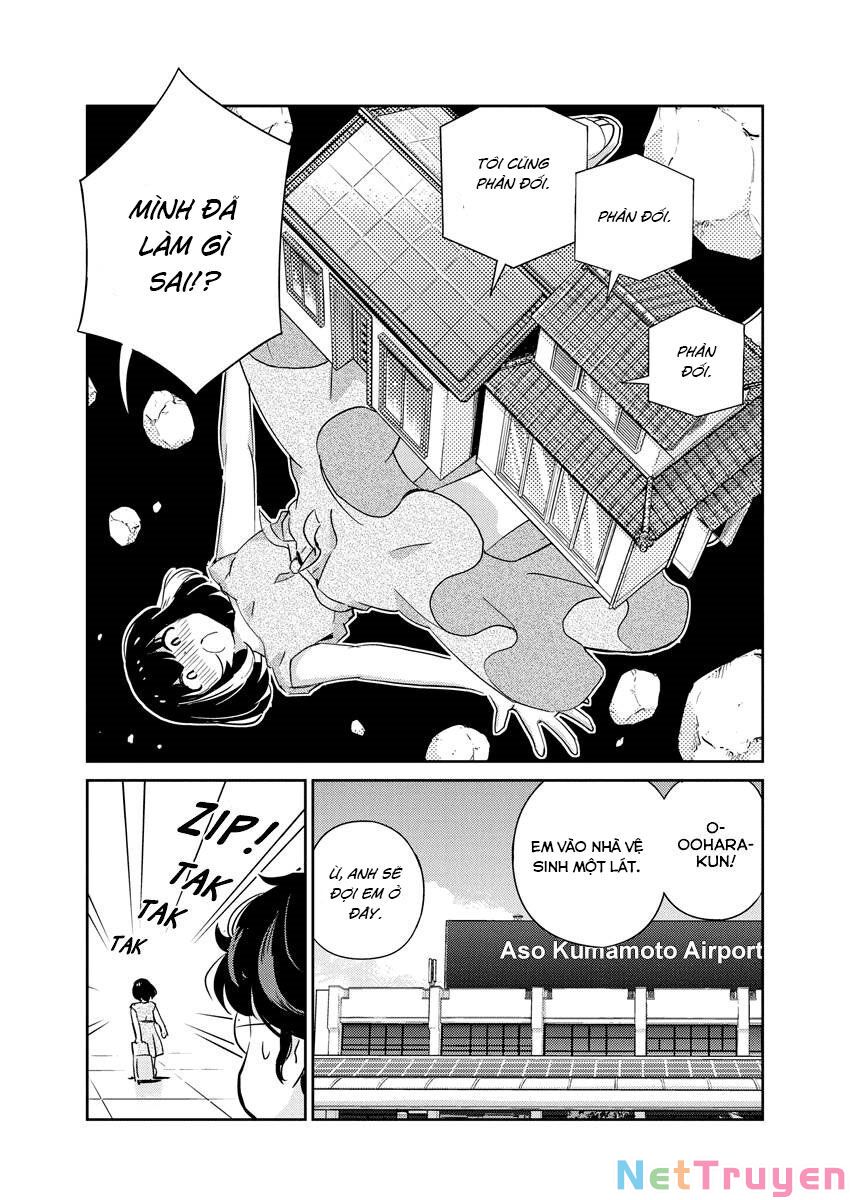 MÌNH ĐÃ
LÀM GÌ
SAI!?
TÔI CŨNG
PHẢN ĐỐI.
PHẢN ĐỐI.
PHẢN
ĐỐI.
ZIP!
TAK
TAK
TAK
O-
OOHARA-
KUN!
EM VÀO NHÀ VỆ
SINH MỘT LÁT.
Ừ, ANH SẼ
ĐỢI EM Ở
ĐÂY.
Aso Kumamoto Airport
NetTruyen